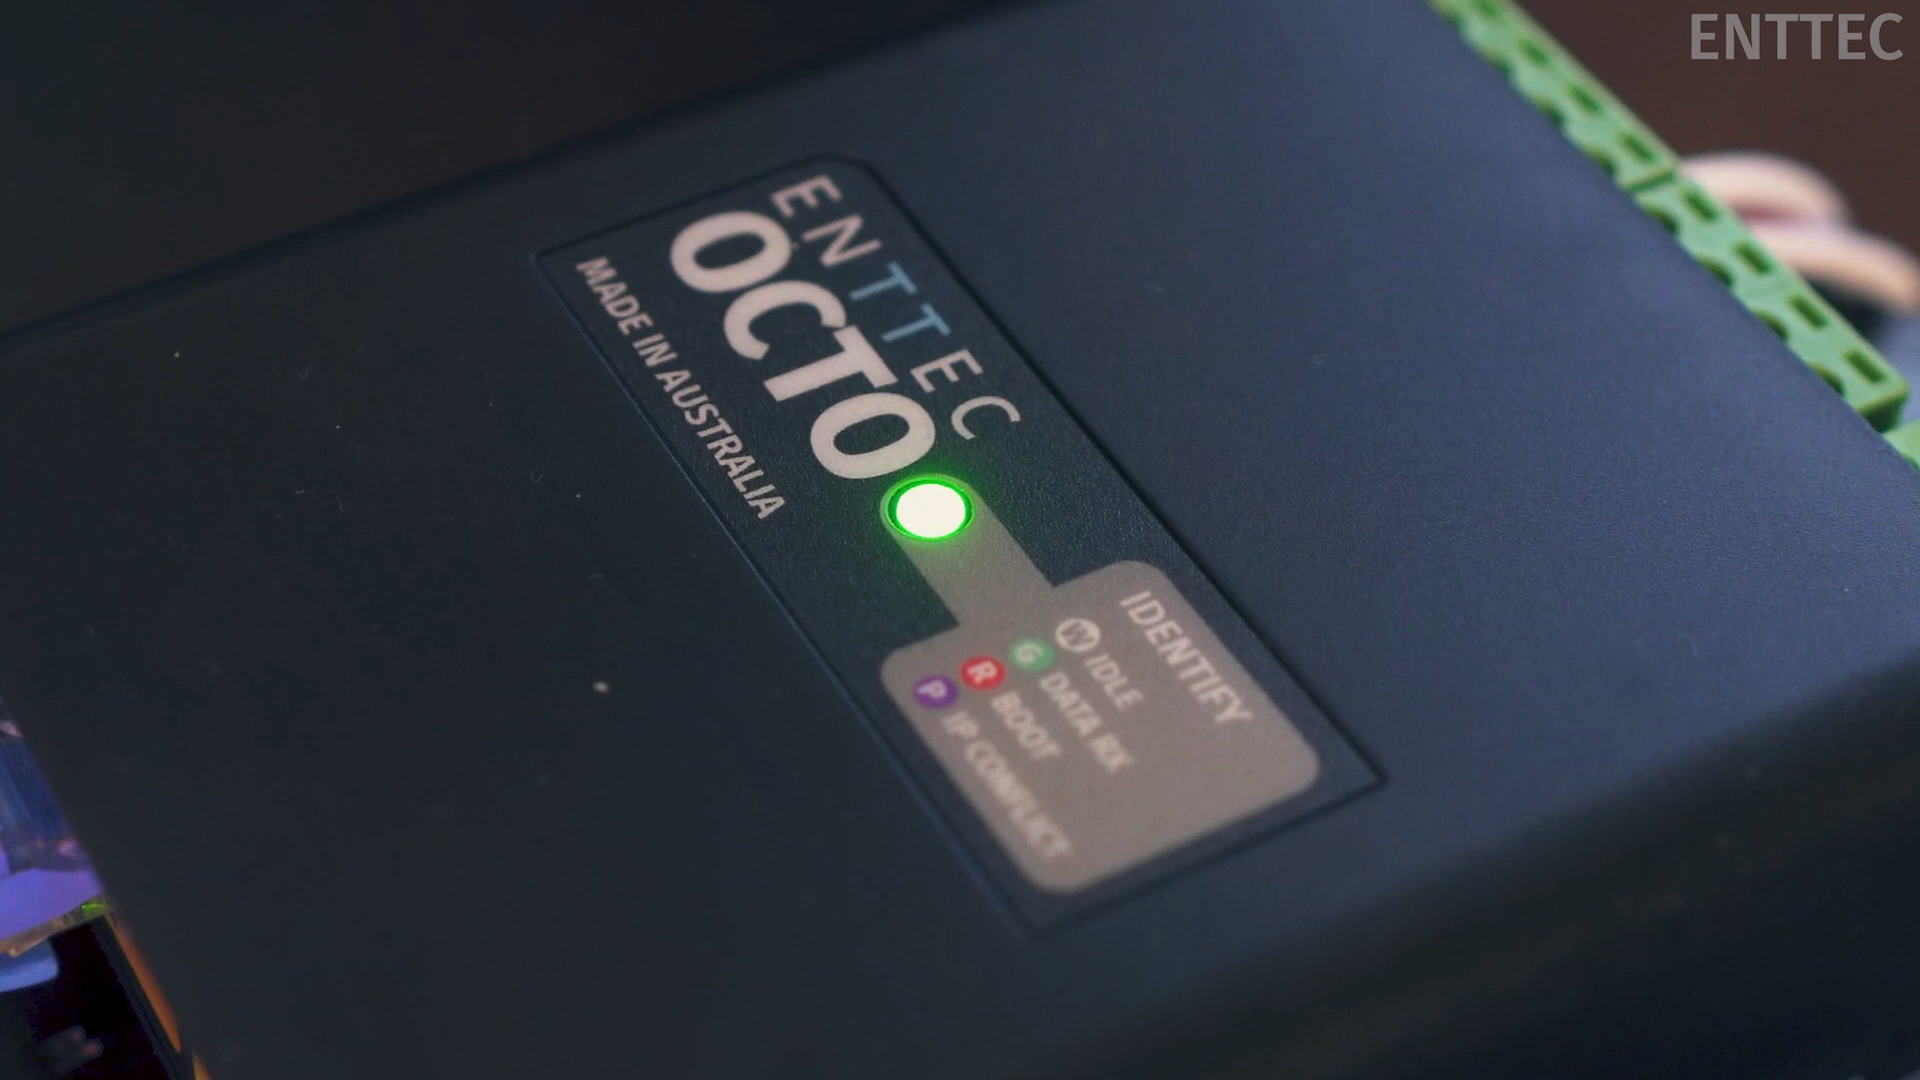 ENTTEC
ENTTEC
OCTO
MADE IN AUSTRALIA
IDENTIFY
W IDLE
G DATA RX
R BOOT
P IP CONFLICT